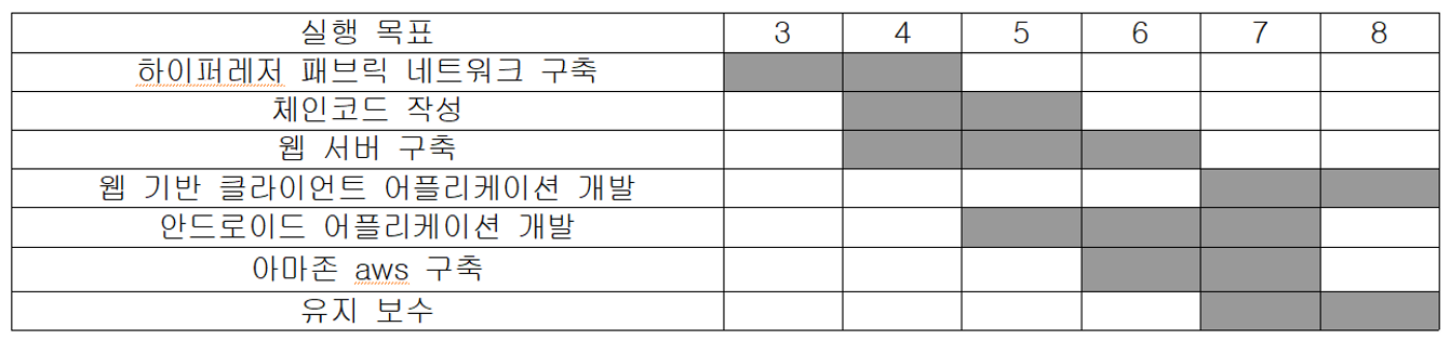 실행 목표 3 4 5 6 7 8
하이퍼레저 패브릭 네트워크 구축
체인코드 작성
웹 서버 구축
웹 기반 클라이언트 어플리케이션 개발
안드로이드 어플리케이션 개발
아마존 aws 구축
유지 보수